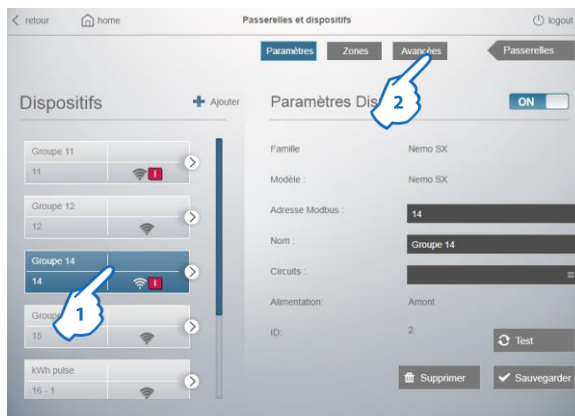 retour home Passerelles et dispositifs logout
Paramètres Zones Avancées Passerelles
Dispositifs Ajouter
Groupe 11
11 I
Groupe 12
12
Groupe 14
14 I
15
kWh pulse
16 - 1
1
2
Paramètres ON
Famille Nemo SX
Modèle : Nemo SX
Adresse Modbus : 14
Nom : Groupe 14
Circuits :
Alimentation: Amont
ID: 2
Test
Supprimer Sauvegarder